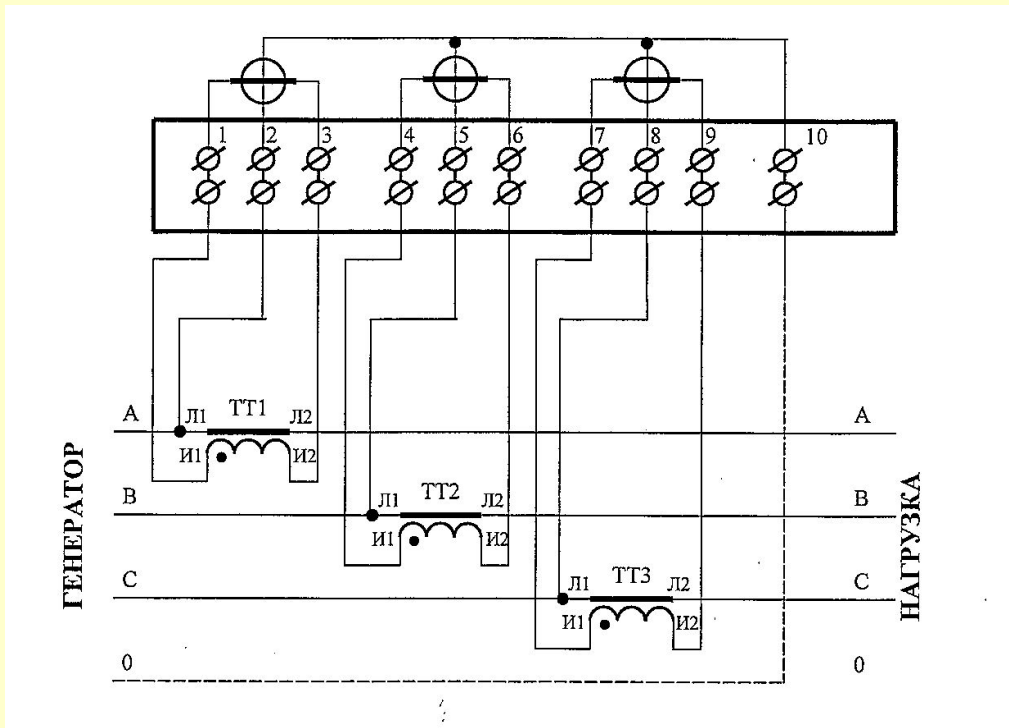 1 2 3 4 5 6 7 8 9 10
А Л1 ТТ1 Л2 А
И1 И2
В Л1 ТТ2 Л2 В
И1 И2
С Л1 ТТ3 Л2 С
И1 И2
0 0
ГЕНЕРАТОР
НАГРУЗКА